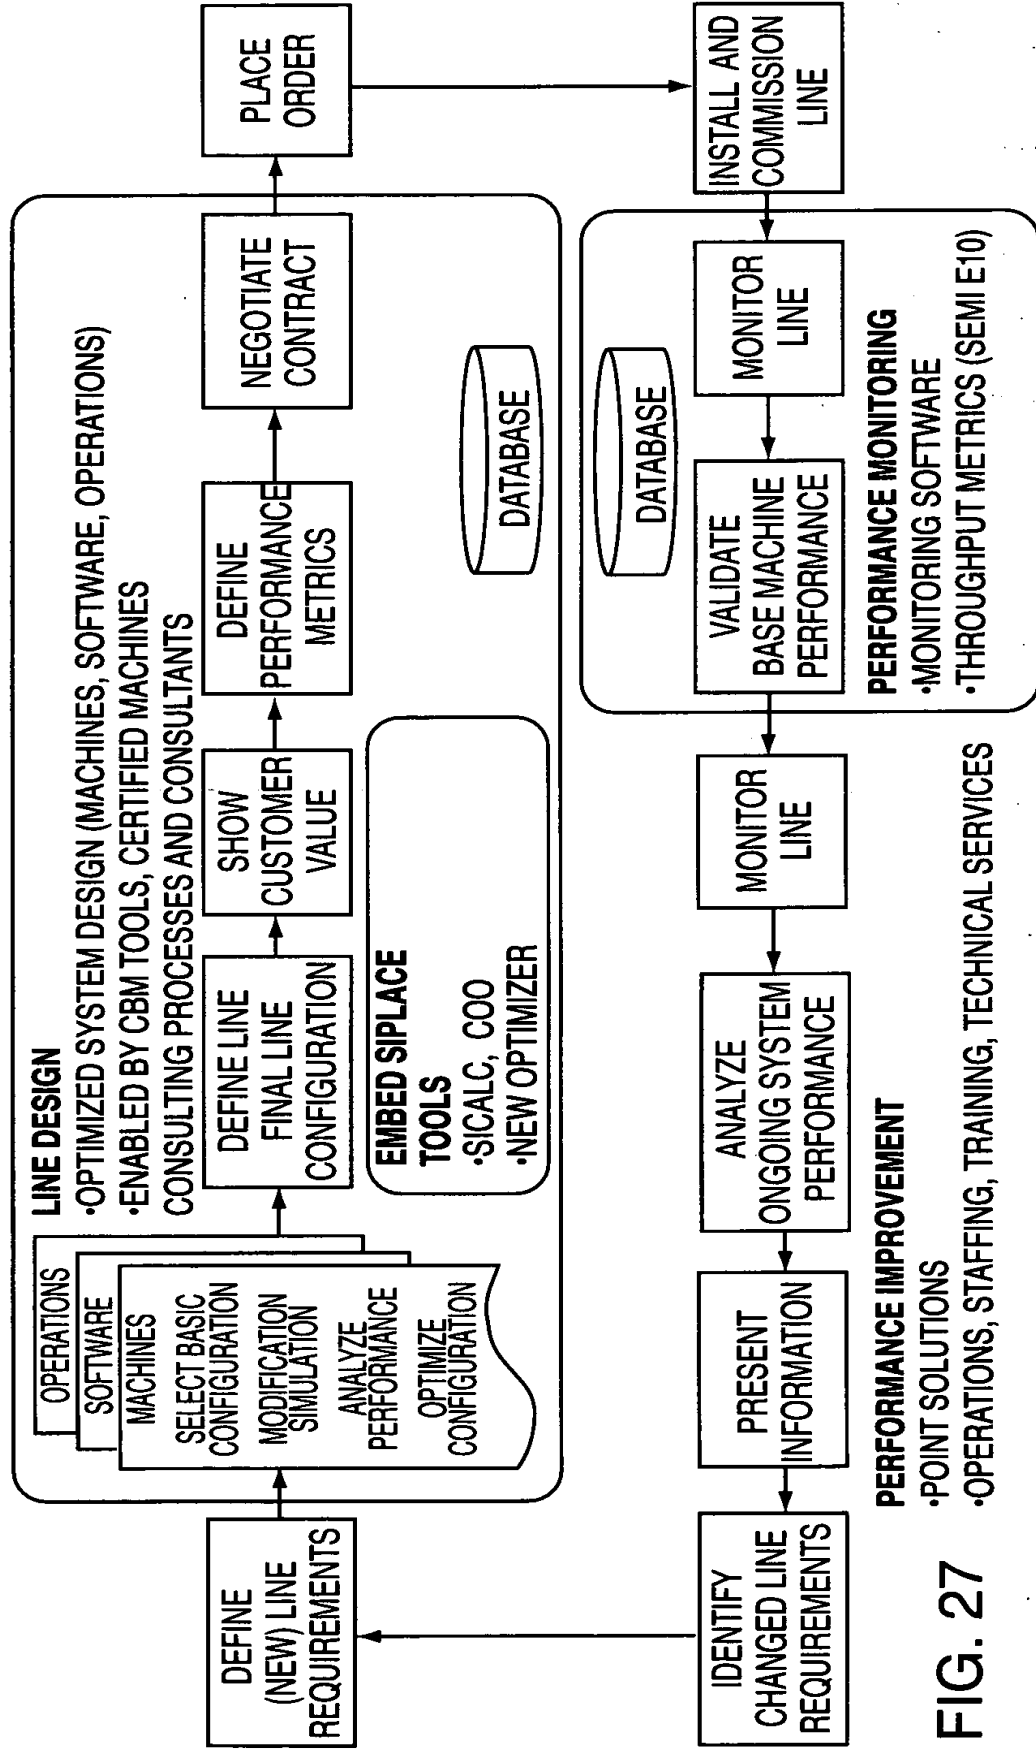 LINE DESIGN
•OPTIMIZED SYSTEM DESIGN (MACHINES, SOFTWARE, OPERATIONS)
•ENABLED BY CBM TOOLS, CERTIFIED MACHINES
CONSULTING PROCESSES AND CONSULTANTS
OPERATIONS
SOFTWARE
MACHINES
SELECT BASIC
CONFIGURATION
MODIFICATION
SIMULATION
ANALYZE
PERFORMANCE
OPTIMIZE
CONFIGURATION
DEFINE
(NEW) LINE
REQUIREMENTS
DEFINE LINE
FINAL LINE
CONFIGURATION
SHOW
CUSTOMER
VALUE
DEFINE
PERFORMANCE
METRICS
NEGOTIATE
CONTRACT
PLACE
ORDER
EMBED SIPLACE
TOOLS
•SICALC, COO
•NEW OPTIMIZER
DATABASE
DATABASE
IDENTIFY
CHANGED LINE
REQUIREMENTS
PRESENT
INFORMATION
ANALYZE
ONGOING SYSTEM
PERFORMANCE
MONITOR
LINE
VALIDATE
BASE MACHINE
PERFORMANCE
MONITOR
LINE
INSTALL AND
COMMISSION
LINE
PERFORMANCE MONITORING
•MONITORING SOFTWARE
•THROUGHPUT METRICS (SEMI E10)
PERFORMANCE IMPROVEMENT
•POINT SOLUTIONS
•OPERATIONS, STAFFING, TRAINING, TECHNICAL SERVICES
FIG. 27